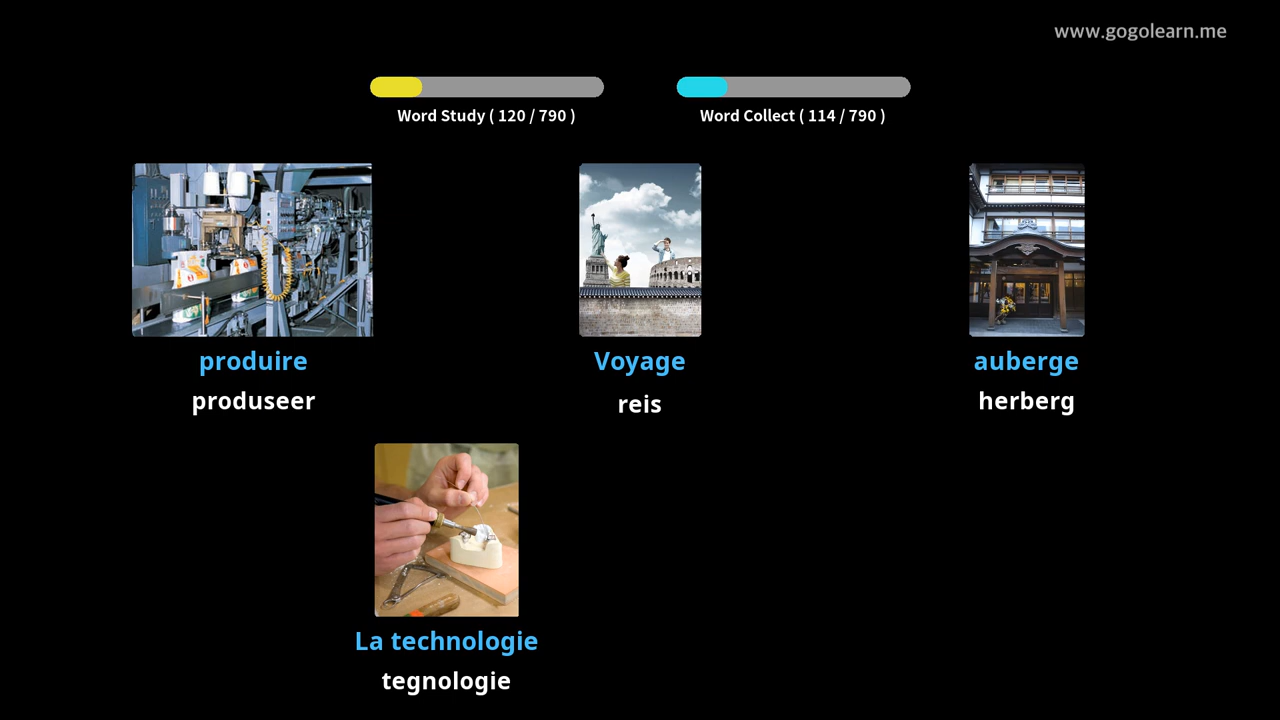 www.gogolearn.me
Word Study ( 120 / 790 )
Word Collect ( 114 / 790 )
produire
produseer
Voyage
reis
auberge
herberg
La technologie
tegnologie